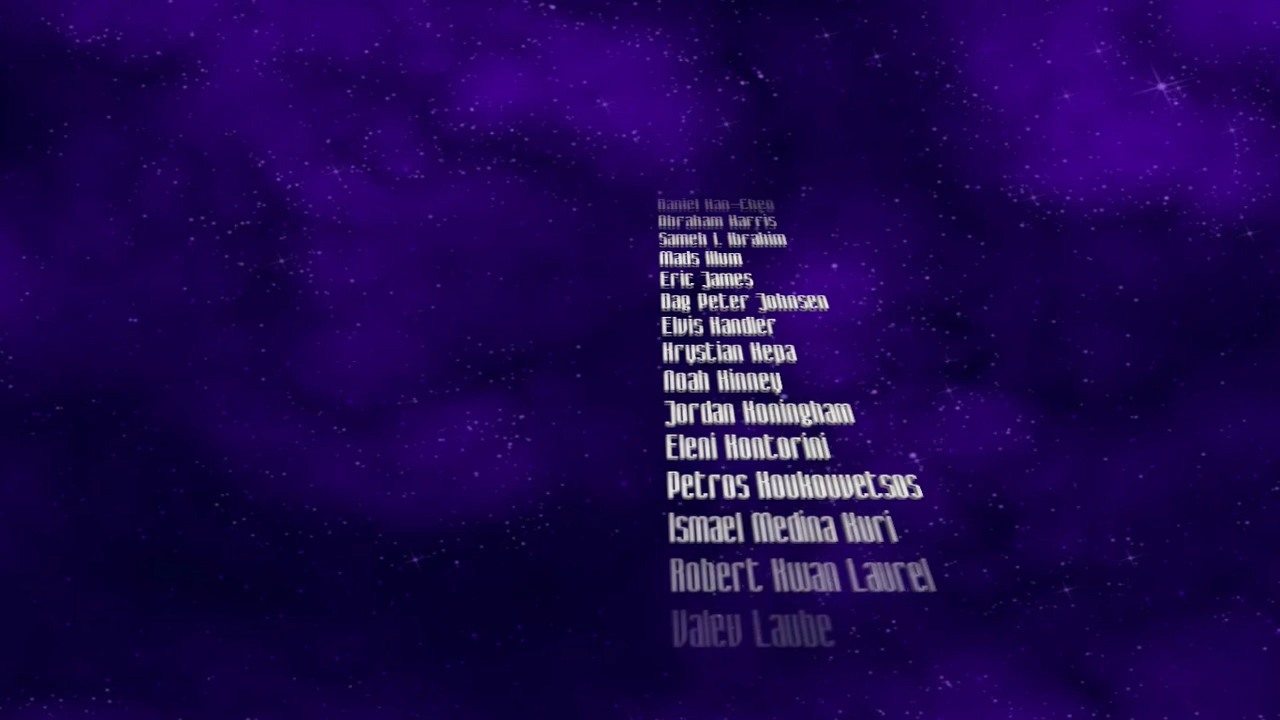 Daniel Han-Chen
Abraham Harris
Sameh I. Ibrahim
Mads Illum
Eric James
Dag Peter Johnsen
Elvis Kandler
Krystian Kepa
Noah Kinney
Jordan Koningham
Eleni Kontorini
Petros Koukouvetsos
Ismael Medina Kuri
Robert Kwan Laurel
Valev Laube